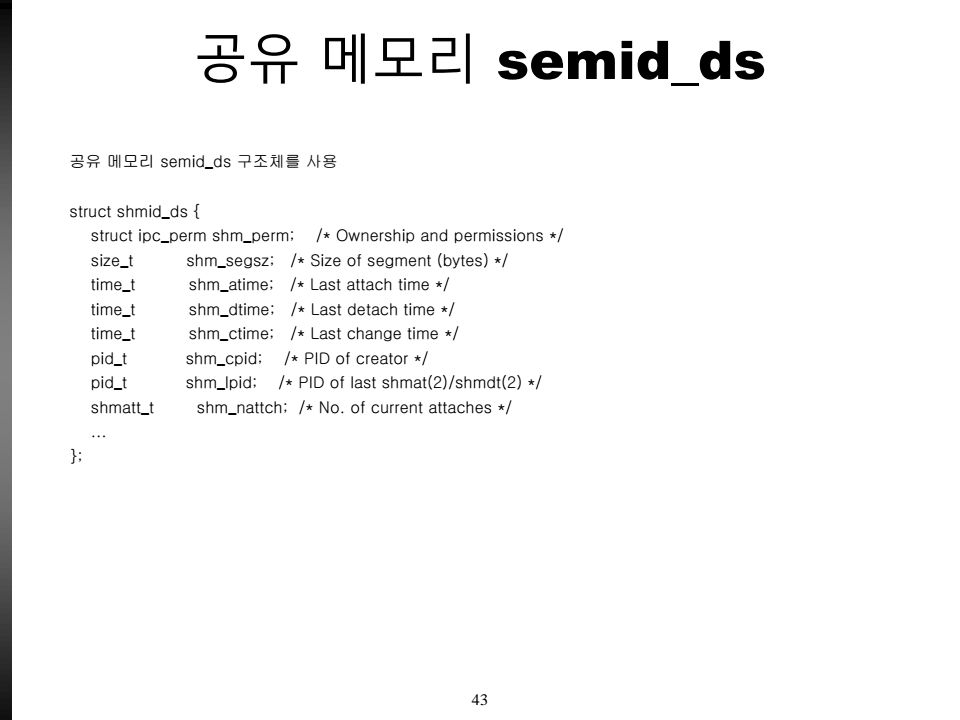 공유 메모리 semid_ds
공유 메모리 semid_ds 구조체를 사용
struct shmid_ds {
struct ipc_perm shm_perm; /* Ownership and permissions */
size_t shm_segsz; /* Size of segment (bytes) */
time_t shm_atime; /* Last attach time */
time_t shm_dtime; /* Last detach time */
time_t shm_ctime; /* Last change time */
pid_t shm_cpid; /* PID of creator */
pid_t shm_lpid; /* PID of last shmat(2)/shmdt(2) */
shmatt_t shm_nattch; /* No. of current attaches */
...
};
43